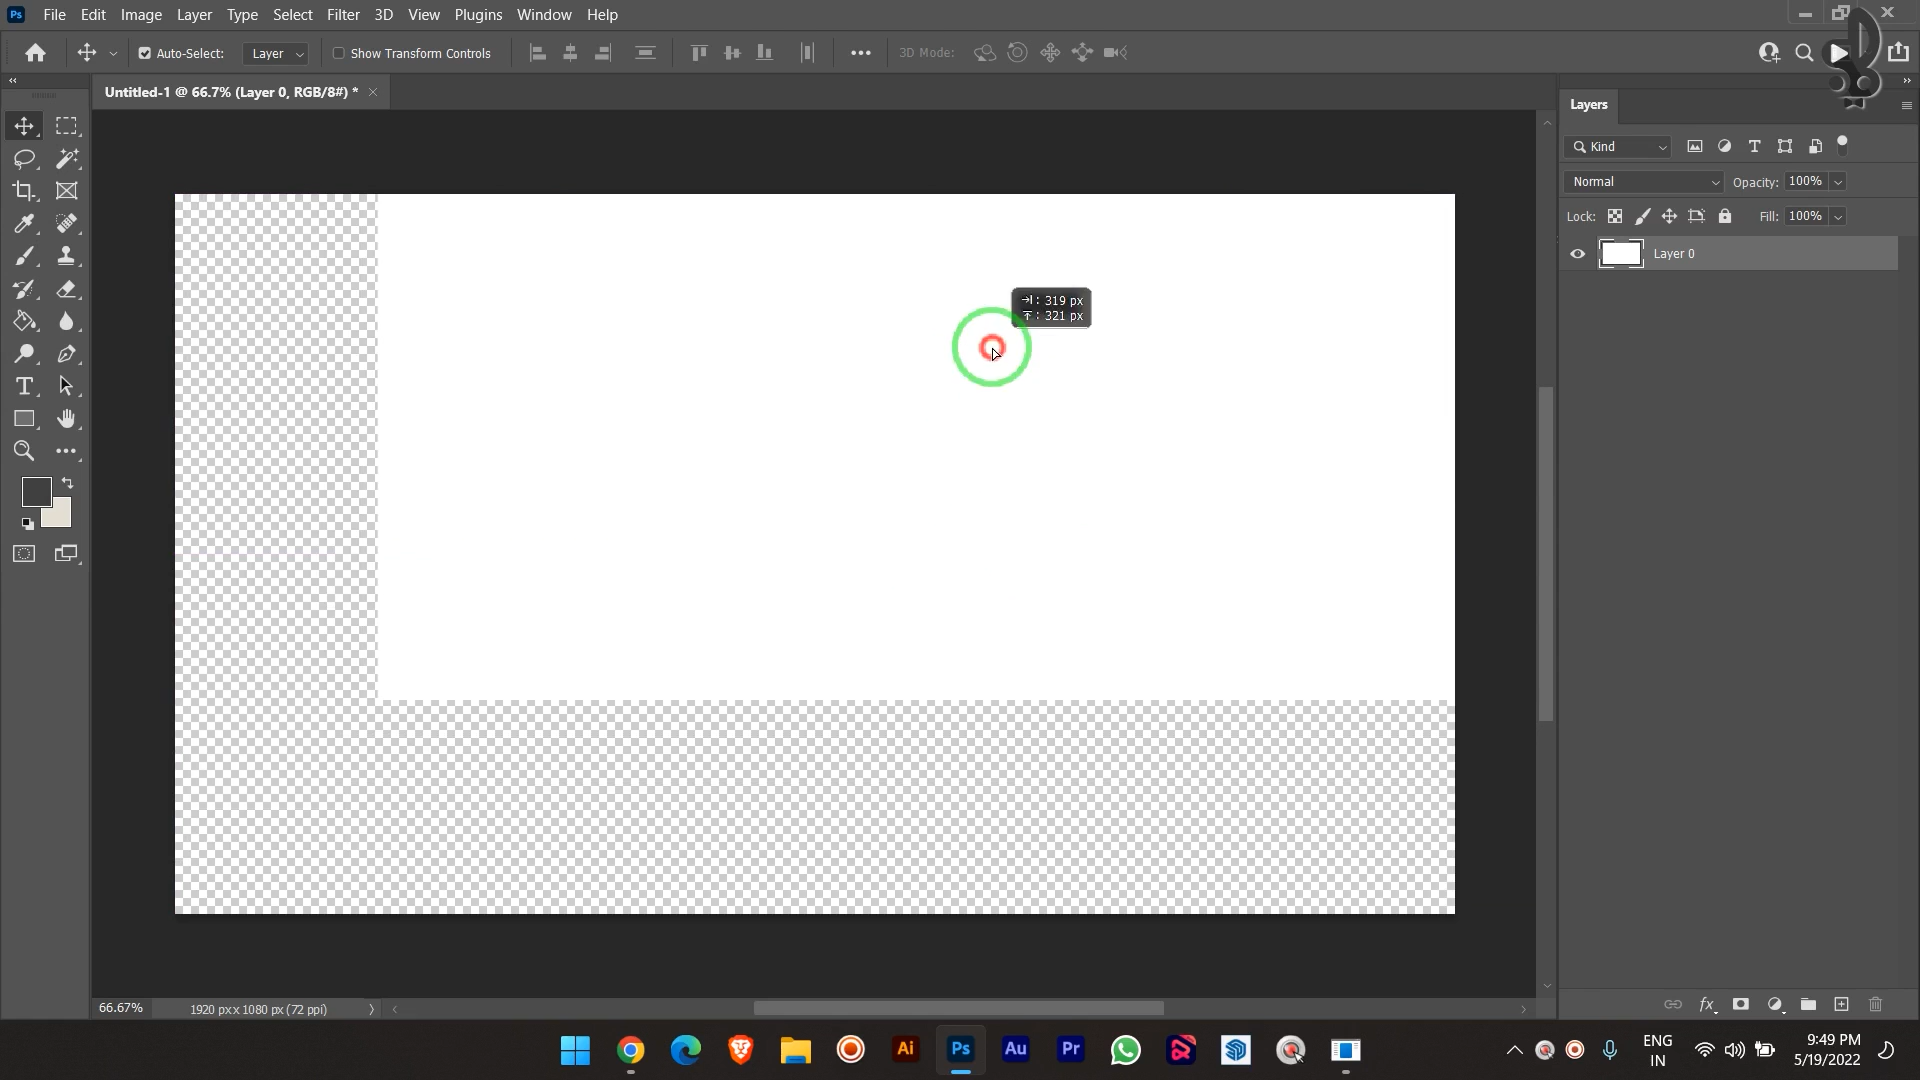 Ps File Edit Image Layer Type Select Filter 3D View Plugins Window Help
Auto-Select: Layer Show Transform Controls 3D Mode:
Untitled-1 @ 66.7% (Layer 0, RGB/8#) *
Layers
Kind
Normal Opacity: 100%
Lock: Fill: 100%
Layer 0
: 319 px
: 321 px
66.67% 1920 px x 1080 px (72 ppi)
Ai Ps Au Pr
ENG
IN
9:49 PM
5/19/2022